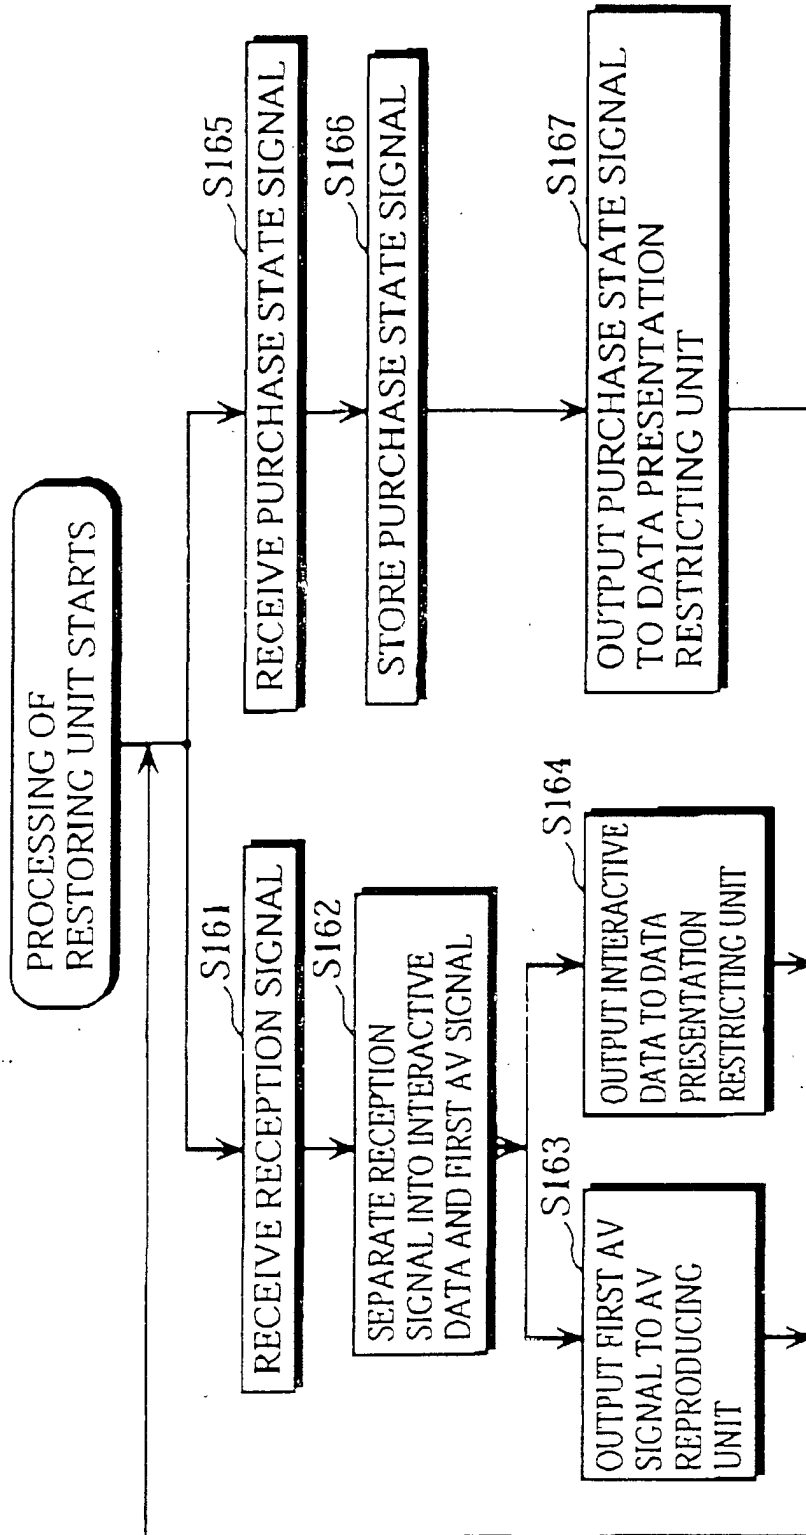 PROCESSING OF
RESTORING UNIT STARTS
S161
RECEIVE RECEPTION SIGNAL
S162
SEPARATE RECEPTION
SIGNAL INTO INTERACTIVE
DATA AND FIRST AV SIGNAL
S163
OUTPUT FIRST AV
SIGNAL TO AV
REPRODUCING
UNIT
S164
OUTPUT INTERACTIVE
DATA TO DATA
PRESENTATION
RESTRICTING UNIT
S165
RECEIVE PURCHASE STATE SIGNAL
S166
STORE PURCHASE STATE SIGNAL
S167
OUTPUT PURCHASE STATE SIGNAL
TO DATA PRESENTATION
RESTRICTING UNIT